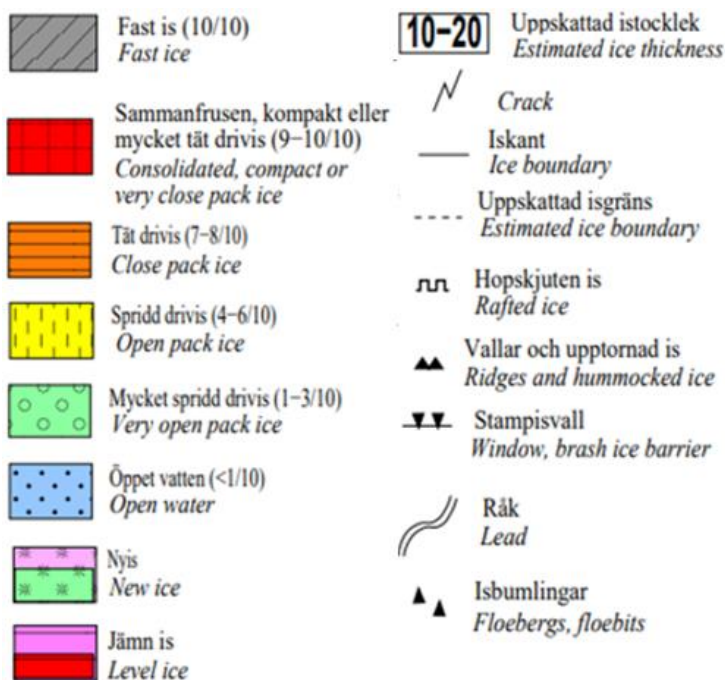 Fast is (10/10)
Fast ice
Sammanfrusen, kompakt eller
mycket tät drivis (9−10/10)
Consolidated, compact or
very close pack ice
Tät drivis (7−8/10)
Close pack ice
Spridd drivis (4−6/10)
Open pack ice
Mycket spridd drivis (1−3/10)
Very open pack ice
Öppet vatten (<1/10)
Open water
Nyis
New ice
Jämn is
Level ice
10−20
Uppskattad istocklek
Estimated ice thickness
Crack
Iskant
Ice boundary
Uppskattad isgräns
Estimated ice boundary
Hopskjuten is
Rafted ice
Vallar och upptornad is
Ridges and hummocked ice
Stampisvall
Window, brash ice barrier
Råk
Lead
Isbumlingar
Floebergs, floebits